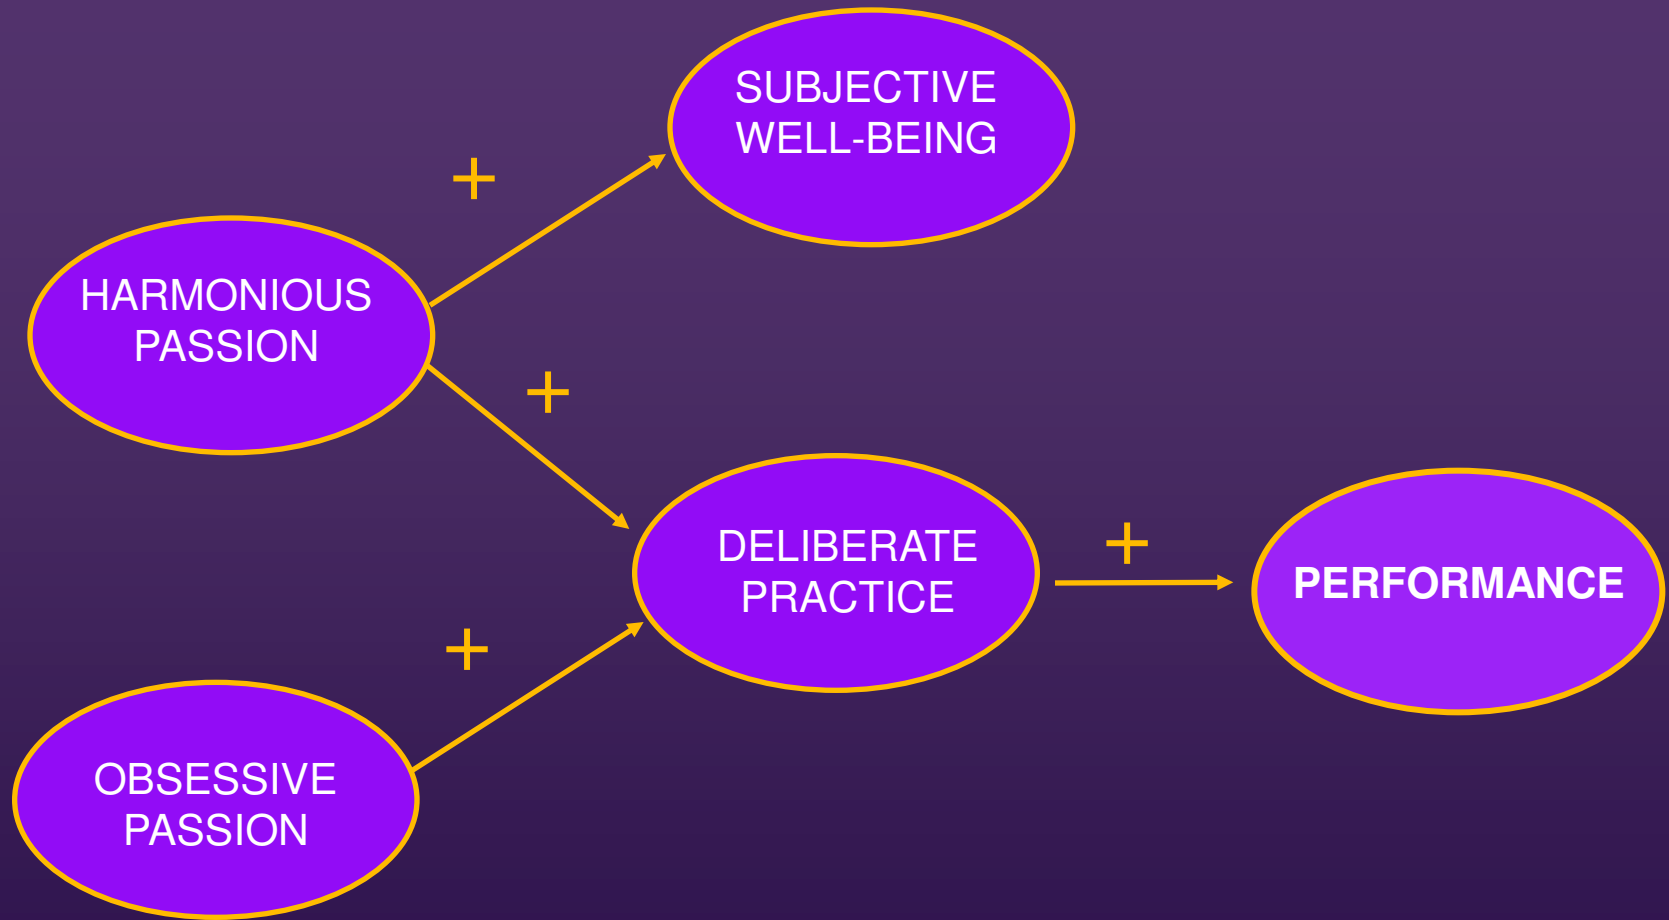 SUBJECTIVE
WELL-BEING
+
HARMONIOUS
PASSION
+
DELIBERATE
PRACTICE
+
PERFORMANCE
+
OBSESSIVE
PASSION